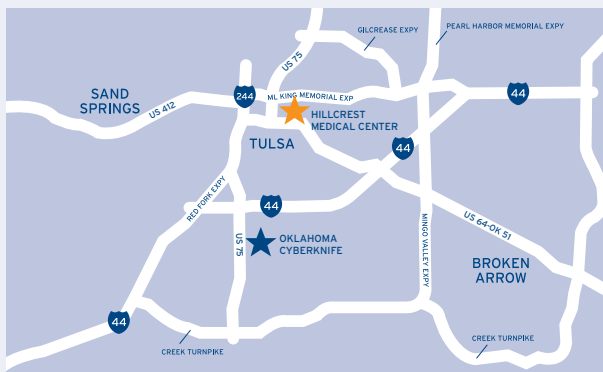 PEARL HARBOR MEMORIAL EXPY
GILCREASE EXPY
US 75
SAND
SPRINGS
244
ML KING MEMORIAL EXP
44
US 412
HILLCREST
MEDICAL CENTER
TULSA
44
RED FORK EXPY
44
US 64-OK 51
MINGO VALLEY EXPY
US 75
OKLAHOMA
CYBERKNIFE
BROKEN
ARROW
44
CREEK TURNPIKE
CREEK TURNPIKE